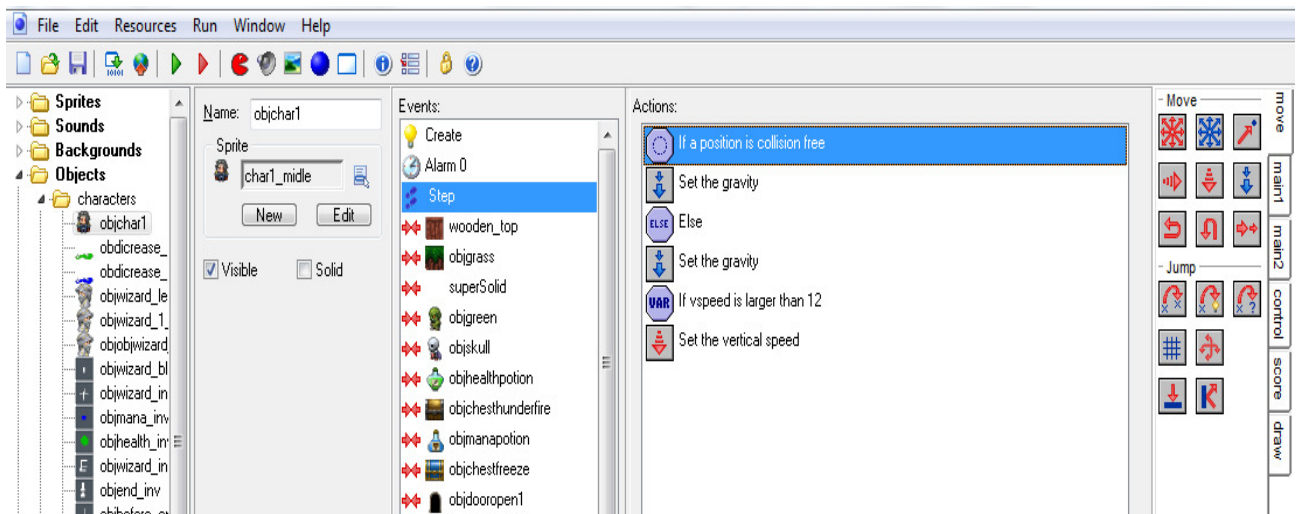 File Edit Resources Run Window Help
Sprites
Sounds
Backgrounds
Objects
characters
objchar1
obdicrease_
obdicrease_
objwizard_le
objwizard_1_
objobjwizard
objwizard_bl
objwizard_in
objmana_inv
objhealth_in
objwizard_in
objend_inv
Name: objchar1
Sprite
char1_midle
New Edit
Visible Solid
Events:
Create
Alarm 0
Step
wooden_top
objgrass
superSolid
objgreen
objskull
objhealthpotion
objchesthunderfire
objmanapotion
objchestfreeze
objdooropen1
Actions:
If a position is collision free
Set the gravity
ELSE Else
Set the gravity
VAR If vspeed is larger than 12
Set the vertical speed
Move
Jump
move
main1
main2
control
score
draw